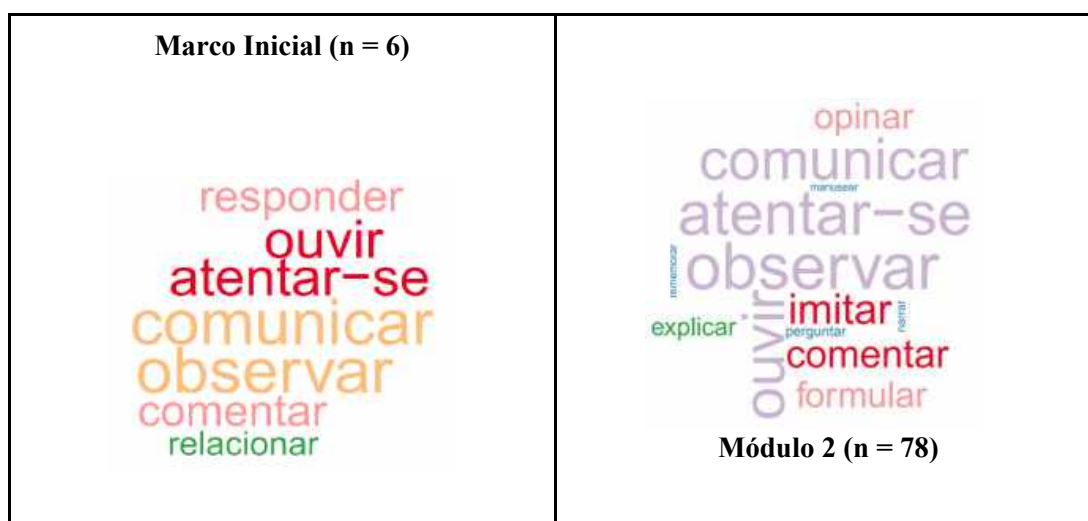 Marco Inicial (n = 6)
responder
ouvir
atentar-se
comunicar
observar
comentar
relacionar
opinar
comunicar
manusear
atentar-se
rememorar
observar
ouvir
imitar
narrar
explicar
perguntar
comentar
formular
Módulo 2 (n = 78)